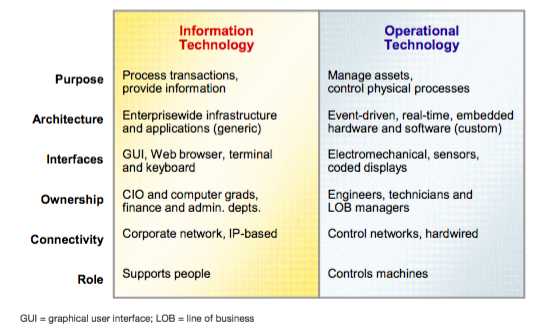 Information
Technology
Operational
Technology
Purpose
Process transactions,
provide information
Manage assets,
control physical processes
Architecture
Enterprisewide infrastructure
and applications (generic)
Event-driven, real-time, embedded
hardware and software (custom)
Interfaces
GUI, Web browser, terminal
and keyboard
Electromechanical, sensors,
coded displays
Ownership
CIO and computer grads,
finance and admin. depts.
Engineers, technicians and
LOB managers
Connectivity
Corporate network, IP-based
Control networks, hardwired
Role
Supports people
Controls machines
GUI = graphical user interface; LOB = line of business